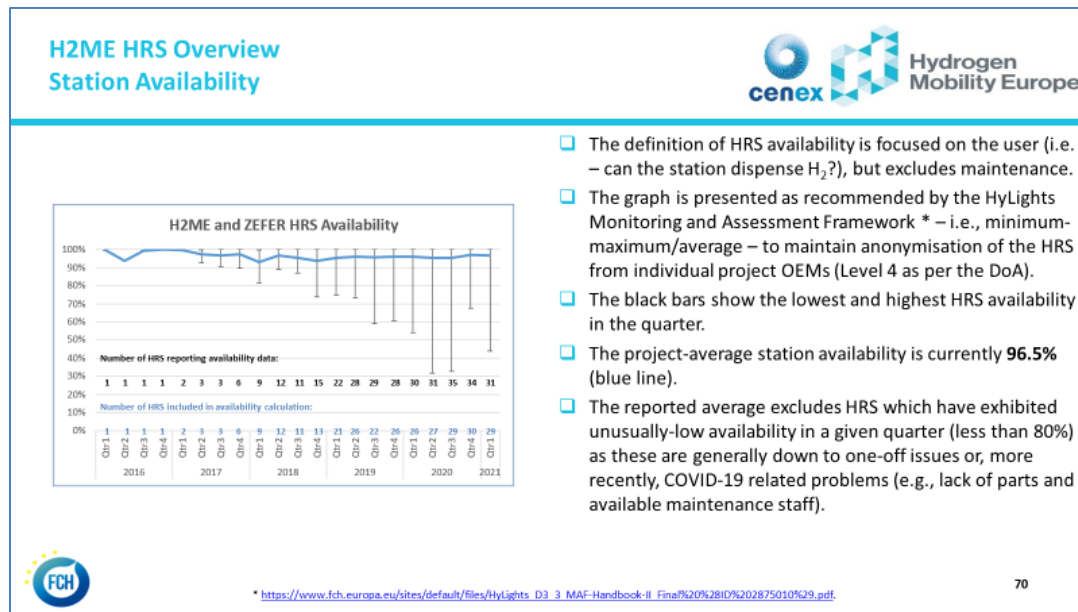 H2ME HRS Overview
Station Availability
cenex
Hydrogen
Mobility Europe
H2ME and ZEFER HRS Availability
100%
90%
80%
70%
60%
50%
40%
30%
20%
10%
0%
Number of HRS reporting availability data:
1 1 1 1 2 3 3 6 9 12 11 15 22 28 29 28 30 31 35 34 31
Number of HRS included in availability calculation:
1 1 1 1 2 3 3 6 9 12 11 13 21 26 22 26 26 27 29 30 29
Qtr1 Qtr2 Qtr3 Qtr4 Qtr1 Qtr2 Qtr3 Qtr4 Qtr1 Qtr2 Qtr3 Qtr4 Qtr1 Qtr2 Qtr3 Qtr4 Qtr1 Qtr2 Qtr3 Qtr4 Qtr1
2016 2017 2018 2019 2020 2021
❑ The definition of HRS availability is focused on the user (i.e.
– can the station dispense H₂?), but excludes maintenance.
❑ The graph is presented as recommended by the HyLights
Monitoring and Assessment Framework * – i.e., minimum-
maximum/average – to maintain anonymisation of the HRS
from individual project OEMs (Level 4 as per the DoA).
❑ The black bars show the lowest and highest HRS availability
in the quarter.
❑ The project-average station availability is currently 96.5%
(blue line).
❑ The reported average excludes HRS which have exhibited
unusually-low availability in a given quarter (less than 80%)
as these are generally down to one-off issues or, more
recently, COVID-19 related problems (e.g., lack of parts and
available maintenance staff).
FCH
* https://www.fch.europa.eu/sites/default/files/HyLights_D3_3_MAF-Handbook-II_Final%20%28ID%202875010%29.pdf.
70